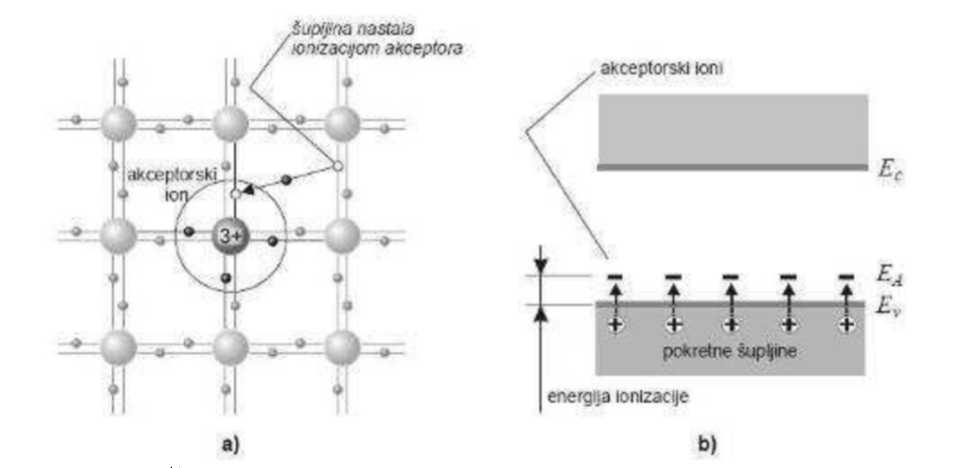 šupljina nastala
ionizacijom akceptora
akceptorski
ion
3+
a)
akceptorski ioni
E_C
E_A
E_v
pokretne šupljine
energija ionizacije
b)